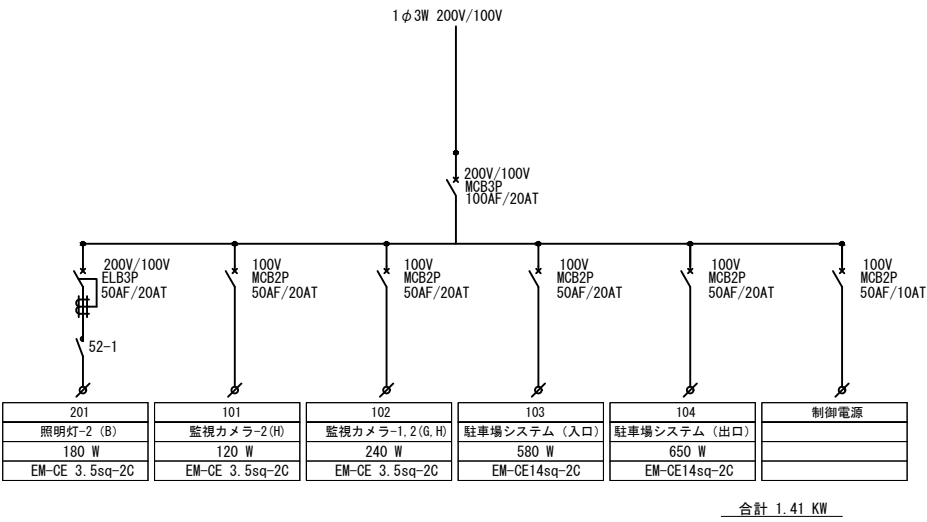 1φ3W 200V/100V
200V/100V
MCB3P
100AF/20AT
200V/100V
ELB3P
50AF/20AT
100V
MCB2P
50AF/20AT
100V
MCB2P
50AF/20AT
100V
MCB2P
50AF/20AT
100V
MCB2P
50AF/20AT
100V
MCB2P
50AF/10AT
52-1
201
101
102
103
104
制御電源
照明灯-2 (B)
監視カメラ-2(H)
監視カメラ-1,2(G,H)
駐車場システム (入口)
駐車場システム (出口)
180 W
120 W
240 W
580 W
650 W
EM-CE 3.5sq-2C
EM-CE 3.5sq-2C
EM-CE 3.5sq-2C
EM-CE14sq-2C
EM-CE14sq-2C
合計 1.41 KW